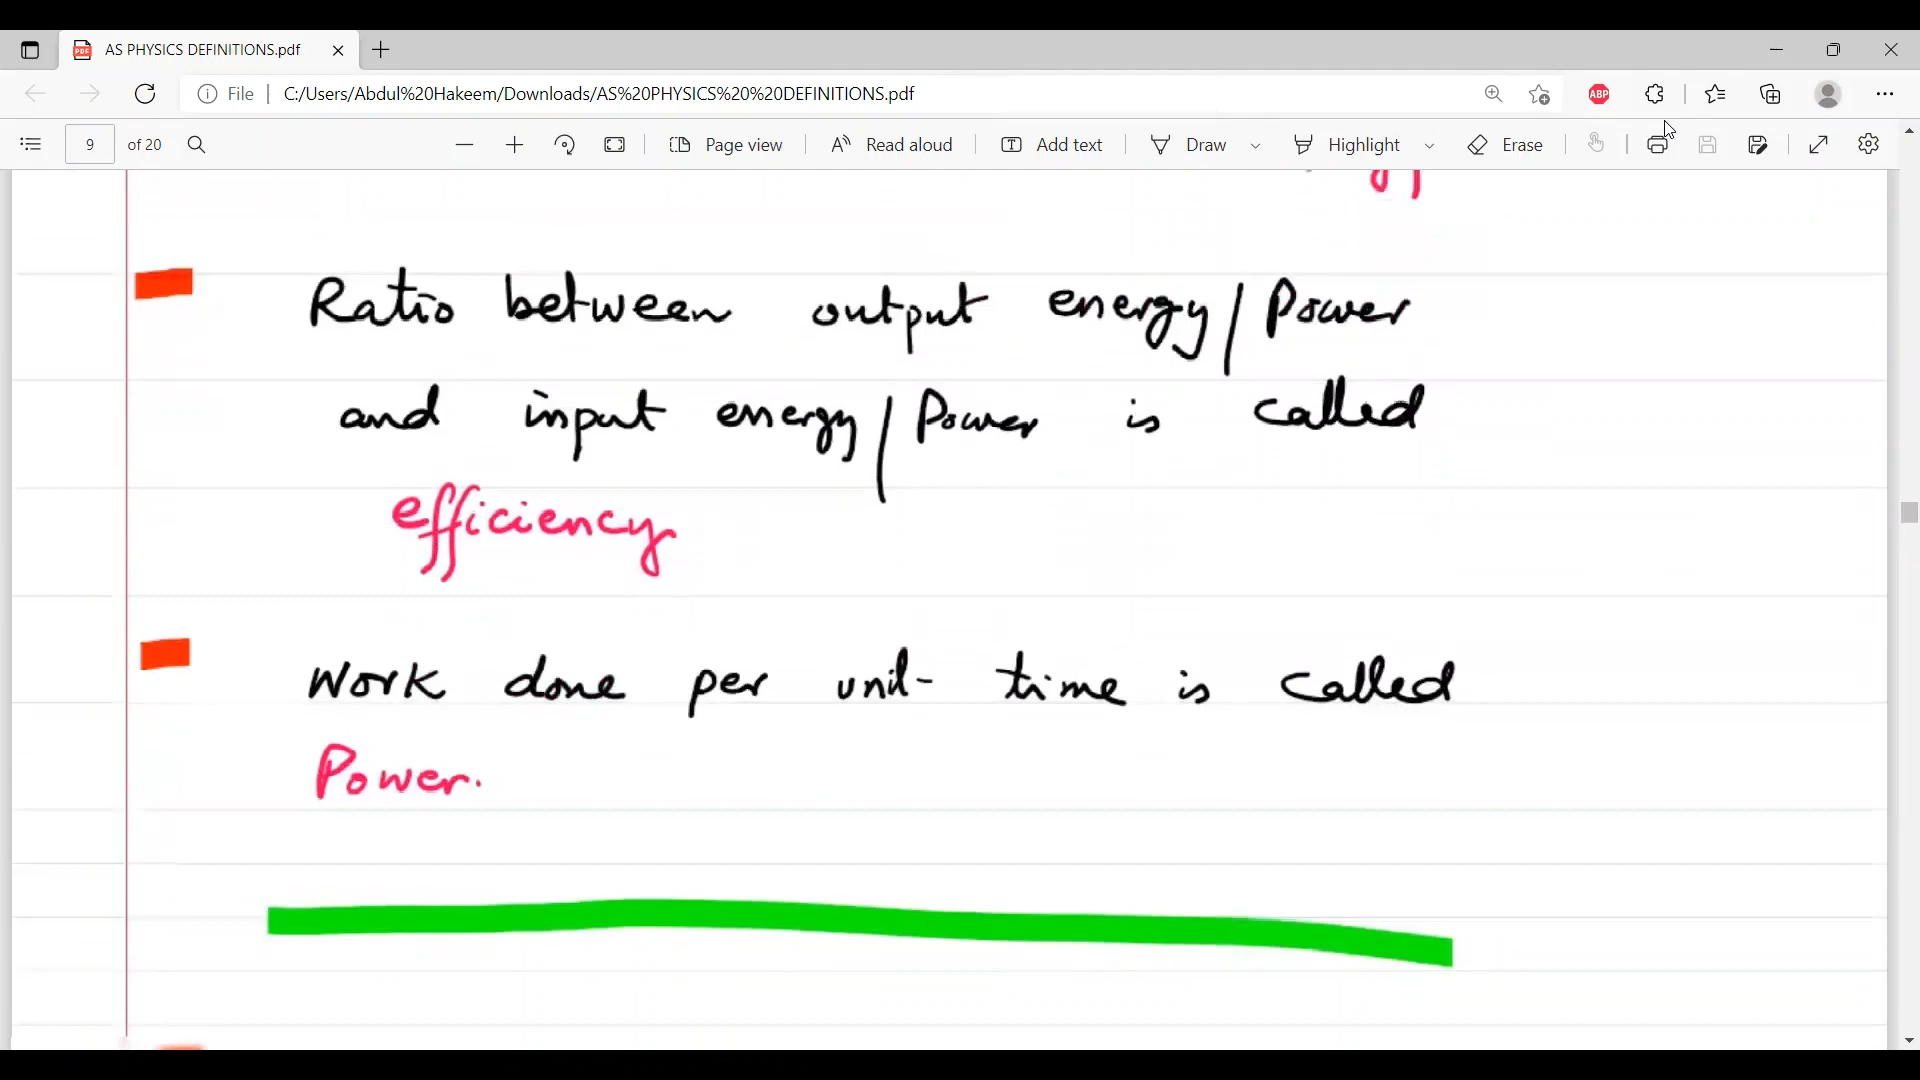 AS PHYSICS DEFINITIONS.pdf
File
C:/Users/Abdul%20Hakeem/Downloads/AS%20PHYSICS%20%20DEFINITIONS.pdf
ABP
9 of 20
Page view
Read aloud
Add text
Draw
Highlight
Erase
Ratio between output energy/Power
and input energy/Power is called
efficiency
Work done per unit time is called
Power.